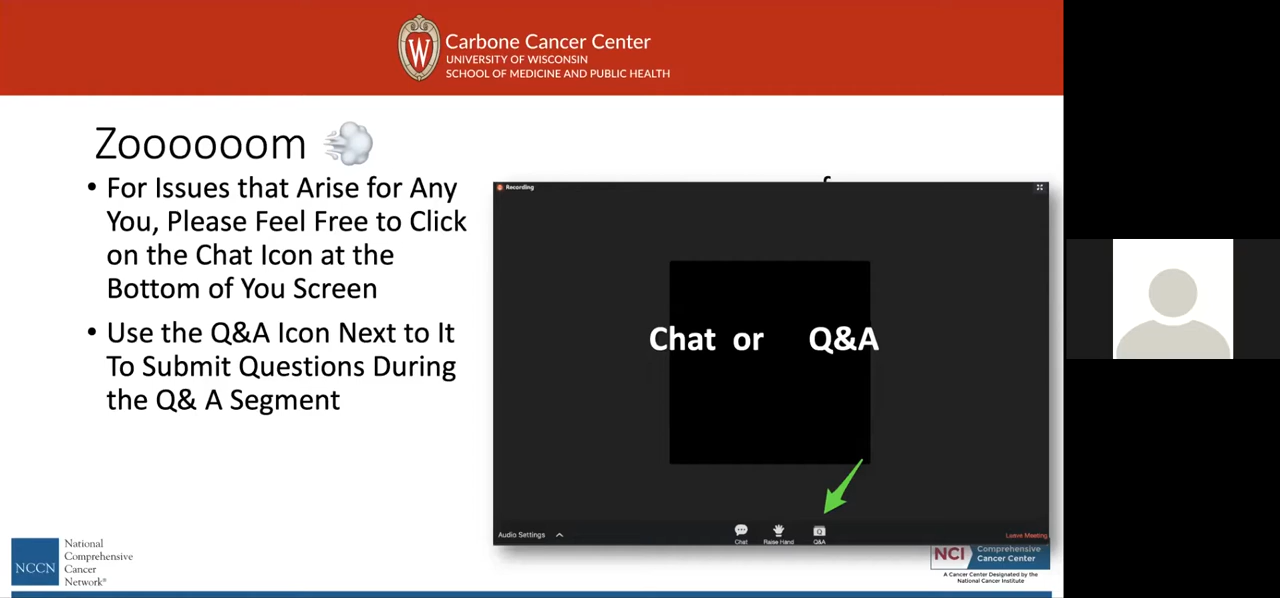 Carbone Cancer Center
UNIVERSITY OF WISCONSIN
SCHOOL OF MEDICINE AND PUBLIC HEALTH
Zoooooom
• For Issues that Arise for Any
You, Please Feel Free to Click
on the Chat Icon at the
Bottom of You Screen
• Use the Q&A Icon Next to It
To Submit Questions During
the Q& A Segment
Recording
Chat or Q&A
Audio Settings
Chat
Raise Hand
Q&A
Leave Meeting
NCCN
National
Comprehensive
Cancer
Network®
NCI
Comprehensive
Cancer Center
A Cancer Center Designated by the
National Cancer Institute